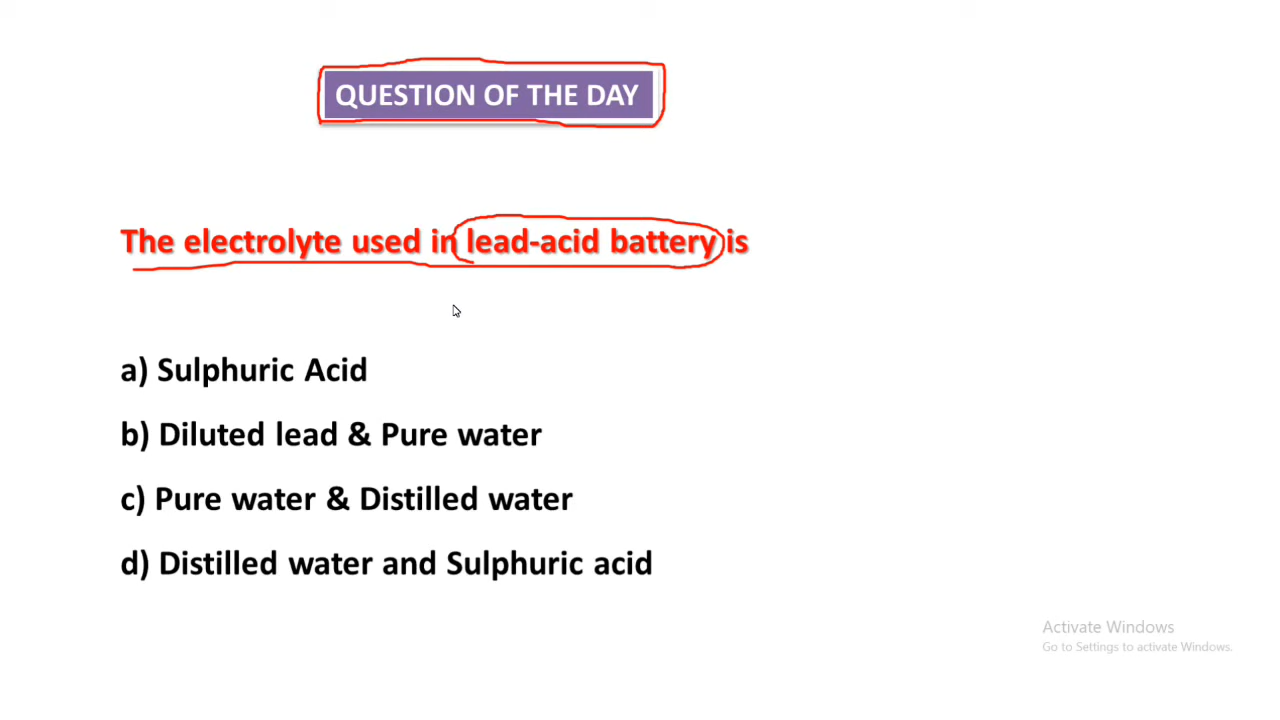 QUESTION OF THE DAY
The electrolyte used in lead-acid battery is
a) Sulphuric Acid
b) Diluted lead & Pure water
c) Pure water & Distilled water
d) Distilled water and Sulphuric acid
Activate Windows
Go to Settings to activate Windows.